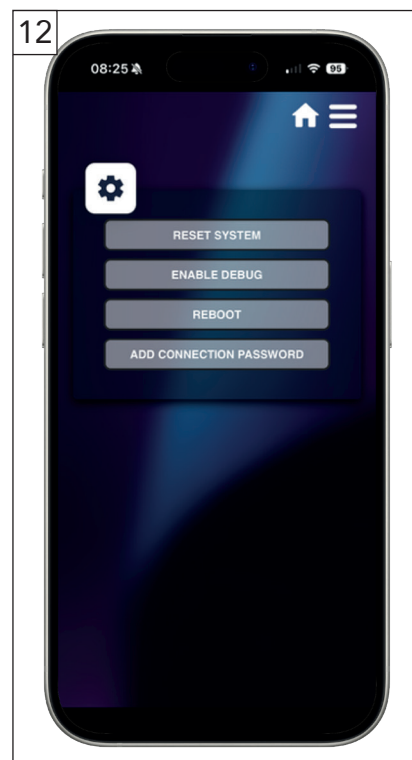 12
08:25
95
RESET SYSTEM
ENABLE DEBUG
REBOOT
ADD CONNECTION PASSWORD